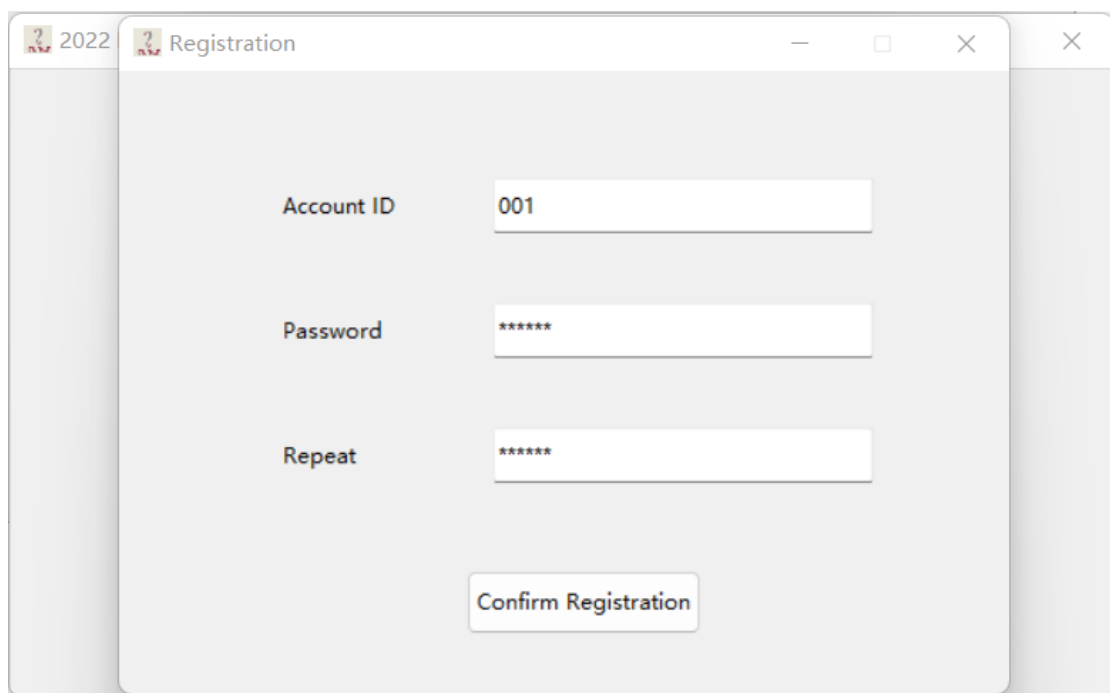 2022
Registration
Account ID
001
Password
******
Repeat
******
Confirm Registration